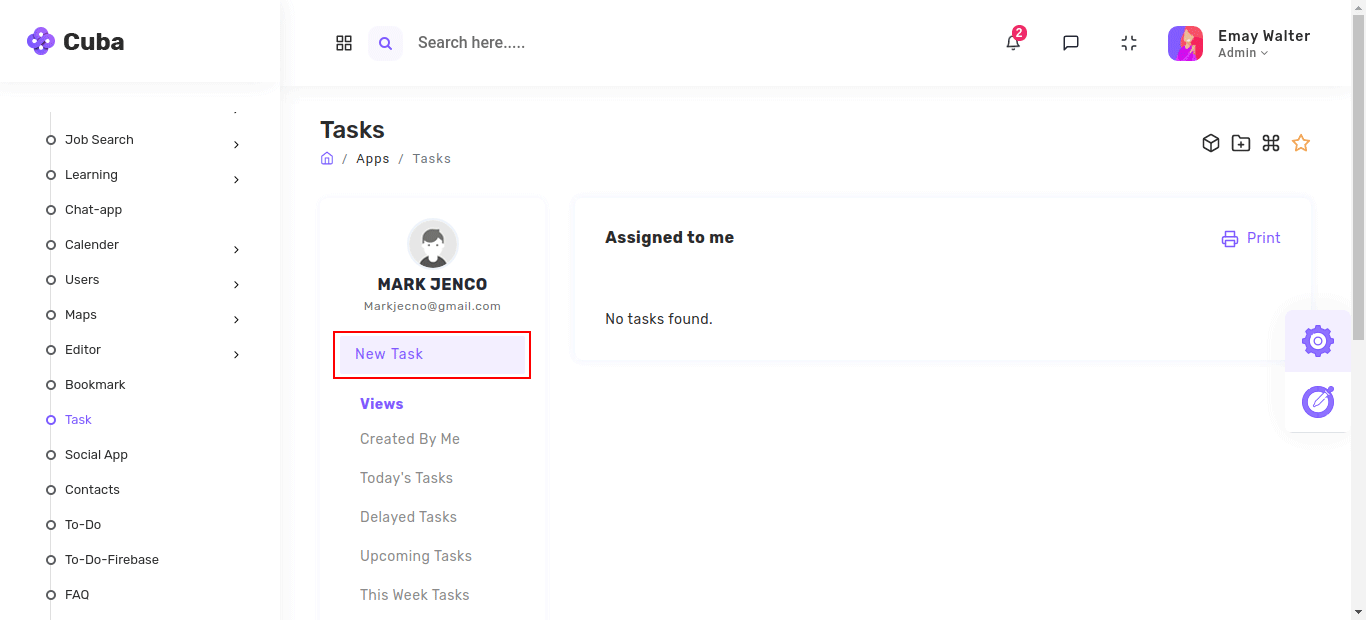 Cuba
Search here.....
2
Emay Walter
Admin
Job Search
Learning
Chat-app
Calender
Users
Maps
Editor
Bookmark
Task
Social App
Contacts
To-Do
To-Do-Firebase
FAQ
Tasks
/ Apps / Tasks
MARK JENCO
Markjecno@gmail.com
New Task
Views
Created By Me
Today's Tasks
Delayed Tasks
Upcoming Tasks
This Week Tasks
Assigned to me
Print
No tasks found.